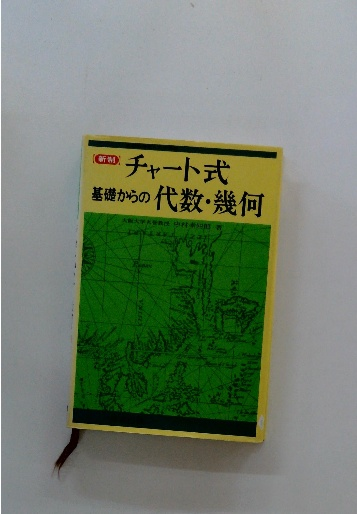 新制
チャート式
基礎からの 代数・幾何